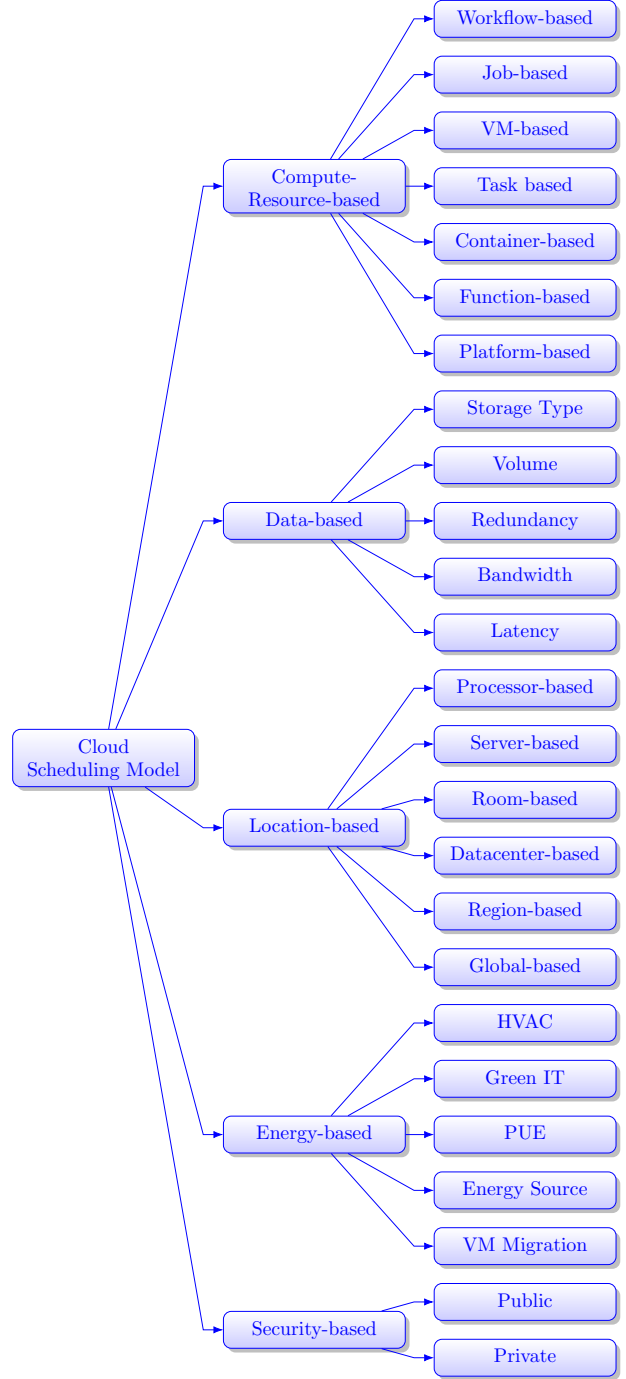 Cloud
Scheduling Model
Compute-
Resource-based
Workflow-based
Job-based
VM-based
Task based
Container-based
Function-based
Platform-based
Data-based
Storage Type
Volume
Redundancy
Bandwidth
Latency
Location-based
Processor-based
Server-based
Room-based
Datacenter-based
Region-based
Global-based
Energy-based
HVAC
Green IT
PUE
Energy Source
VM Migration
Security-based
Public
Private